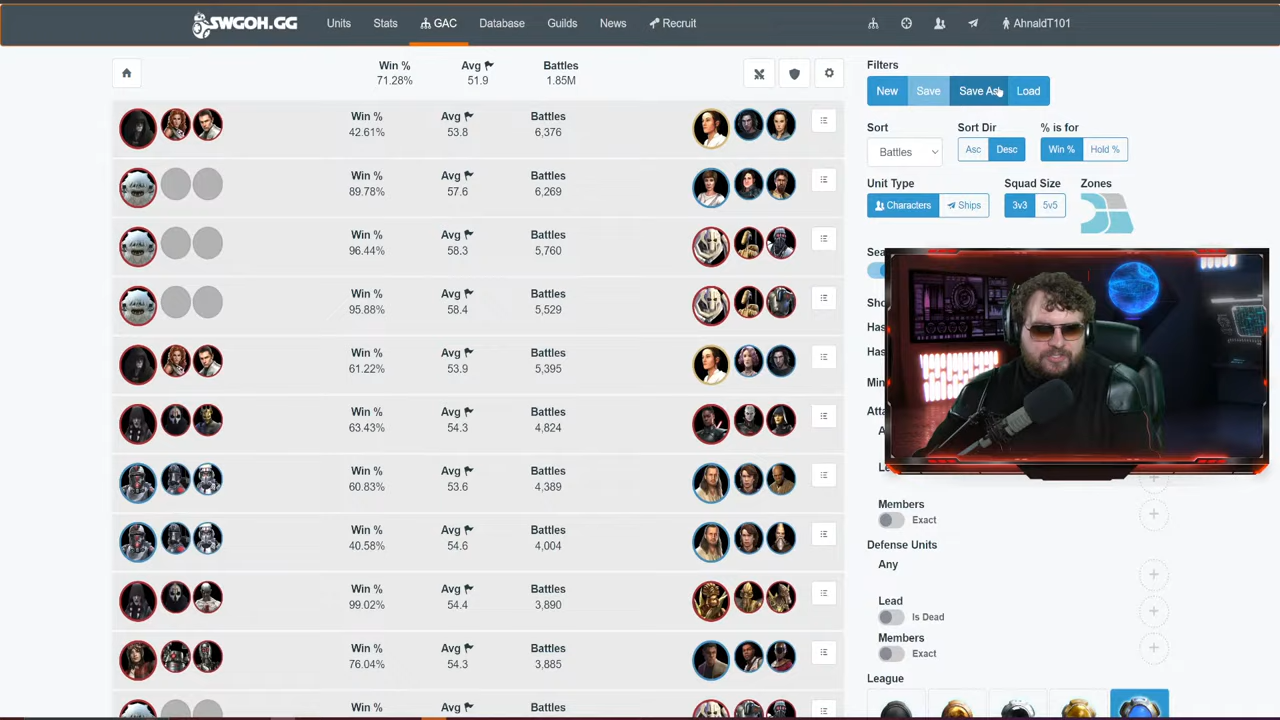 SWGOH.GG Units Stats GAC Database Guilds News Recruit AhnaldT101
Win % Avg Battles
71.28% 51.9 1.85M
Win % Avg Battles
42.61% 53.8 6,376
Win % Avg Battles
89.78% 57.6 6,269
Win % Avg Battles
96.44% 58.3 5,760
Win % Avg Battles
95.88% 58.4 5,529
Win % Avg Battles
61.22% 53.9 5,395
Win % Avg Battles
63.43% 54.3 4,824
Win % Avg Battles
60.83% 53.6 4,389
Win % Avg Battles
40.58% 54.6 4,004
Win % Avg Battles
99.02% 54.4 3,890
Win % Avg Battles
76.04% 54.3 3,885
Win % Avg Battles
Filters
New Save Save As Load
Sort Sort Dir % is for
Battles Asc Desc Win % Hold %
Unit Type Squad Size Zones
Characters Ships 3v3 5v5
Sea
Sho
Has
Has
Min
Atta
A
Le
Members
Exact
Defense Units
Any
Lead
Is Dead
Members
Exact
League